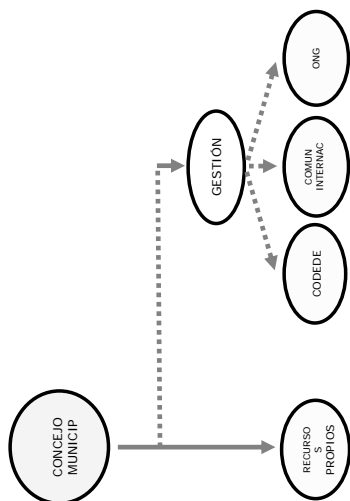 CONCEJO
MUNICIP
GESTIÓN
RECURSO
S
PROPIOS
CODEDE
COMUN
INTERNAC
ONG